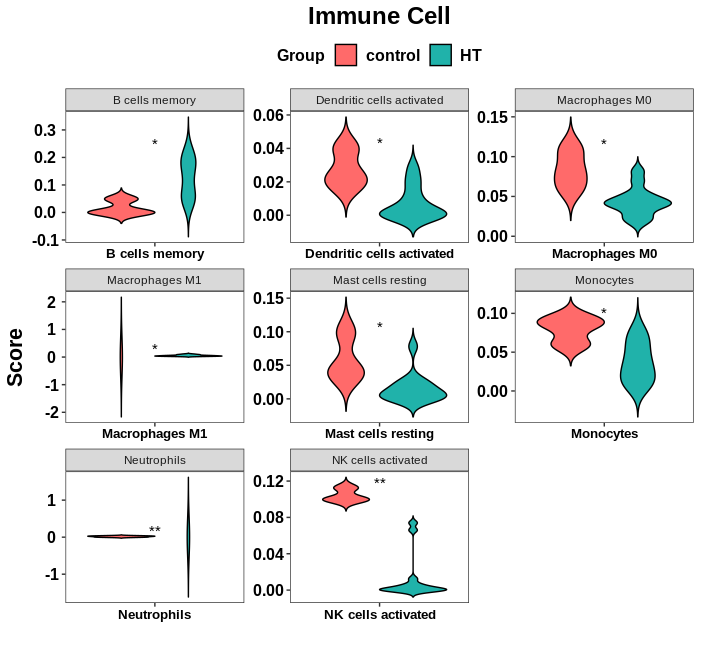 Immune Cell
Group control HT
B cells memory
Dendritic cells activated
Macrophages M0
0.3
0.2
0.1
0.0
-0.1
*
0.06
0.04
0.02
0.00
*
0.15
0.10
0.05
0.00
*
B cells memory
Dendritic cells activated
Macrophages M0
Macrophages M1
Mast cells resting
Monocytes
Score
2
1
0
-1
-2
*
0.15
0.10
0.05
0.00
*
0.10
0.05
0.00
*
Macrophages M1
Mast cells resting
Monocytes
Neutrophils
NK cells activated
1
0
-1
**
0.12
0.08
0.04
0.00
**
Neutrophils
NK cells activated